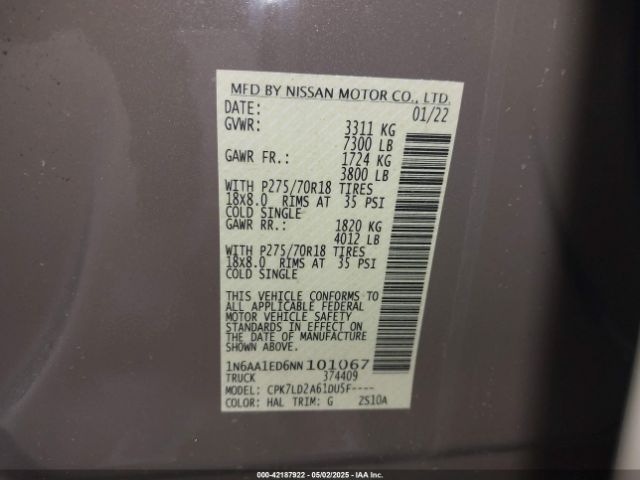 MFD BY NISSAN MOTOR CO., LTD.
DATE: 01/22
GVWR: 3311 KG
7300 LB
GAWR FR.: 1724 KG
3800 LB
WITH P275/70R18 TIRES
18X8.0 RIMS AT 35 PSI
COLD SINGLE
GAWR RR.: 1820 KG
4012 LB
WITH P275/70R18 TIRES
18X8.0 RIMS AT 35 PSI
COLD SINGLE
THIS VEHICLE CONFORMS TO
ALL APPLICABLE FEDERAL
MOTOR VEHICLE SAFETY
STANDARDS IN EFFECT ON
THE DATE OF MANUFACTURE
SHOWN ABOVE.
1N6AA1ED6NN101067
TRUCK 374409
MODEL: CPK7LD2A61DU5F----
COLOR: HAL TRIM: G 2S10A
000-42187922 - 05/02/2025 - IAA Inc.